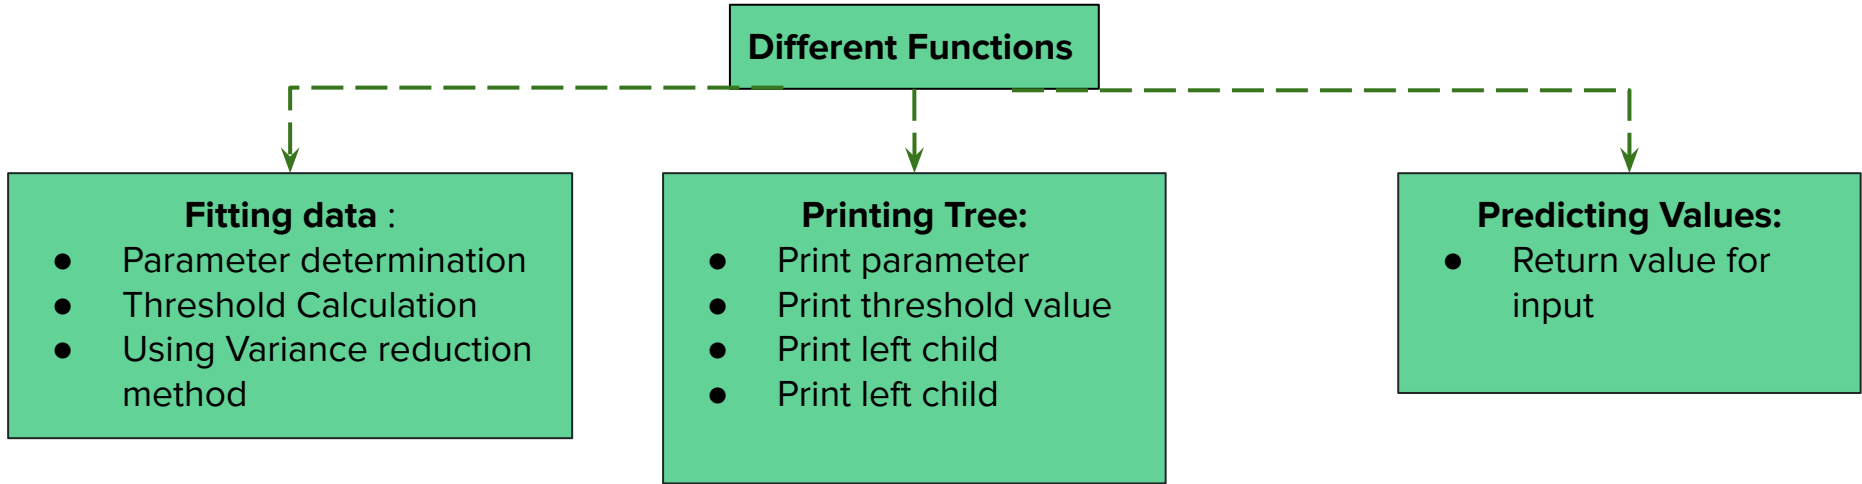 Different Functions
Fitting data :
● Parameter determination
● Threshold Calculation
● Using Variance reduction
method
Printing Tree:
● Print parameter
● Print threshold value
● Print left child
● Print left child
Predicting Values:
● Return value for
input